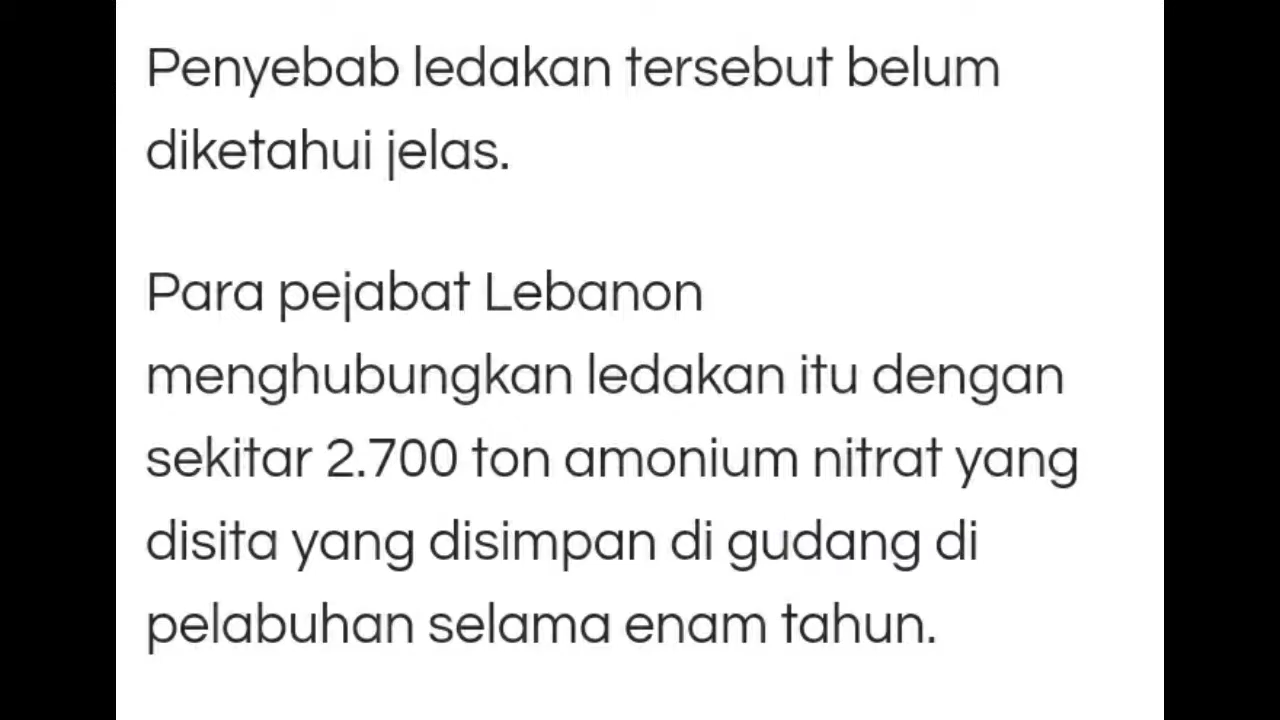 Penyebab ledakan tersebut belum
diketahui jelas.
Para pejabat Lebanon
menghubungkan ledakan itu dengan
sekitar 2.700 ton amonium nitrat yang
disita yang disimpan di gudang di
pelabuhan selama enam tahun.